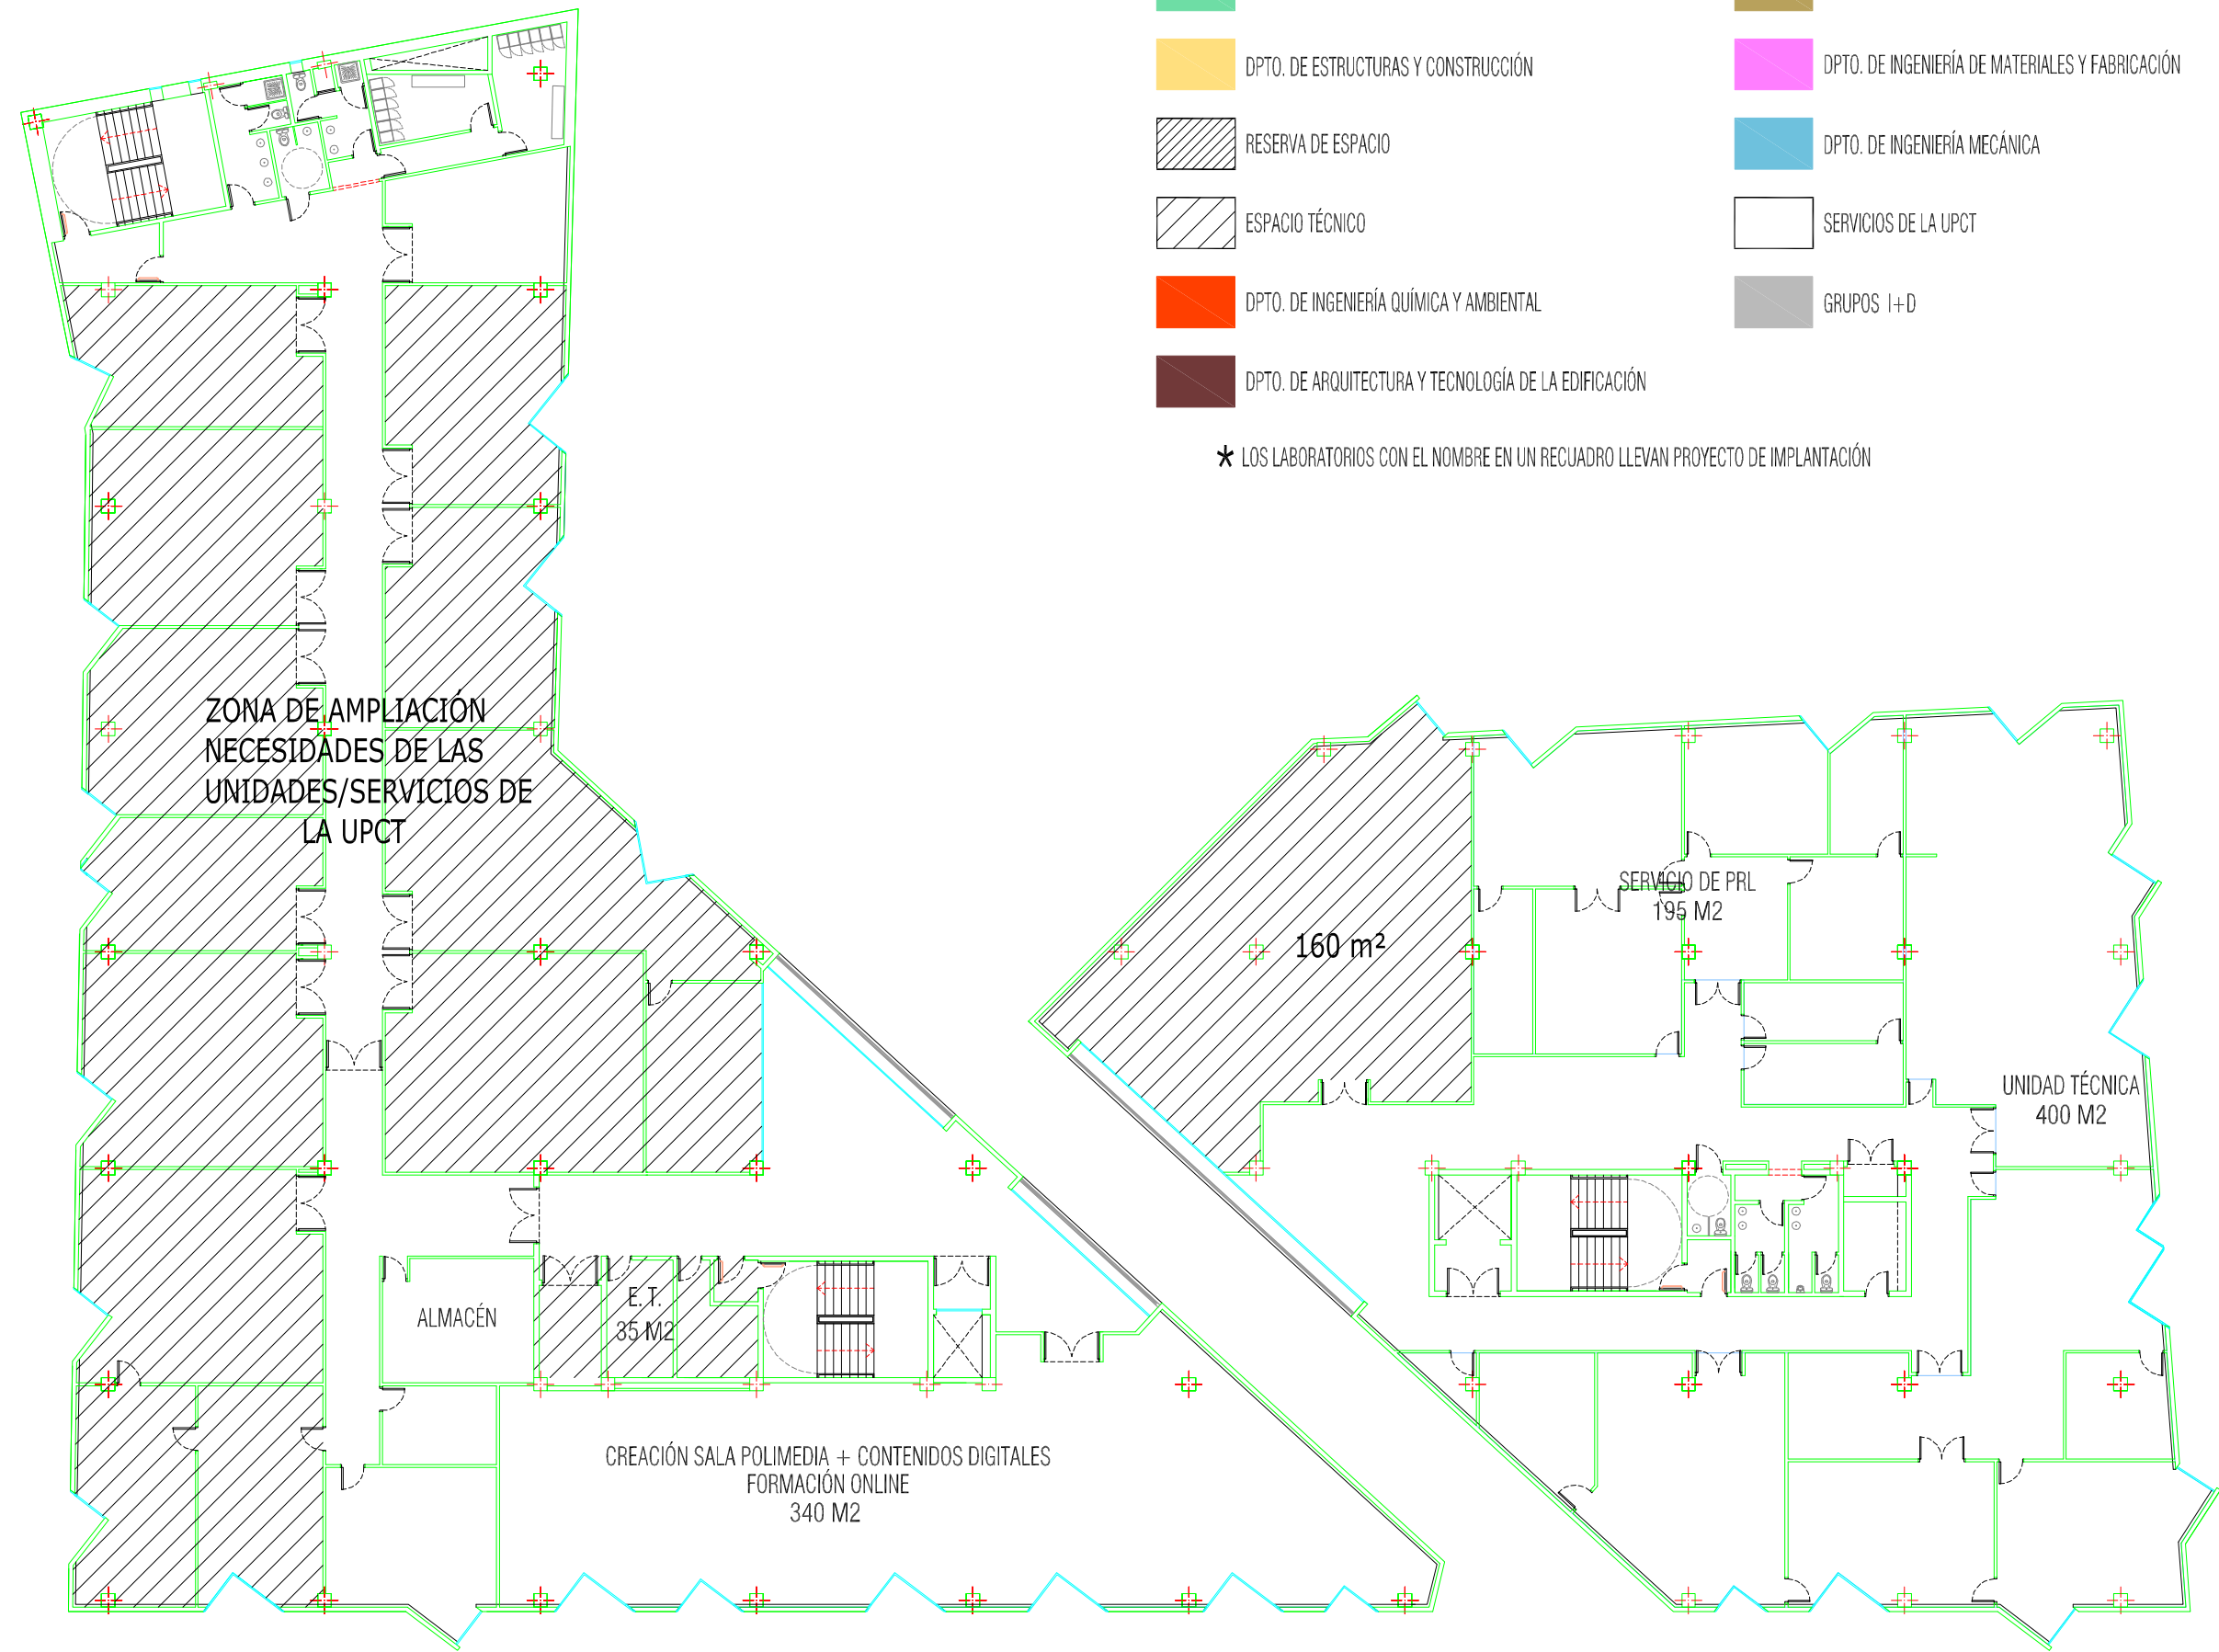 DPTO. DE ESTRUCTURAS Y CONSTRUCCIÓN
RESERVA DE ESPACIO
ESPACIO TÉCNICO
DPTO. DE INGENIERÍA QUÍMICA Y AMBIENTAL
DPTO. DE ARQUITECTURA Y TECNOLOGÍA DE LA EDIFICACIÓN
DPTO. DE INGENIERÍA DE MATERIALES Y FABRICACIÓN
DPTO. DE INGENIERÍA MECÁNICA
SERVICIOS DE LA UPCT
GRUPOS I+D
* LOS LABORATORIOS CON EL NOMBRE EN UN RECUADRO LLEVAN PROYECTO DE IMPLANTACIÓN
ZONA DE AMPLIACIÓN
NECESIDADES DE LAS
UNIDADES/SERVICIOS DE
LA UPCT
160 m²
SERVICIO DE PRL
195 M2
UNIDAD TÉCNICA
400 M2
ALMACÉN
E. T.
35 M2
CREACIÓN SALA POLIMEDIA + CONTENIDOS DIGITALES
FORMACIÓN ONLINE
340 M2